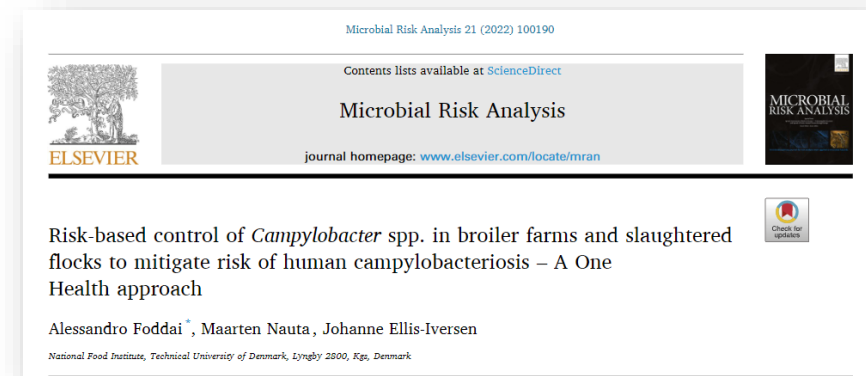 Microbial Risk Analysis 21 (2022) 100190
Contents lists available at ScienceDirect
Microbial Risk Analysis
journal homepage: www.elsevier.com/locate/mran
ELSEVIER
MICROBIAL
RISK ANALYSIS
Check for
updates
Risk-based control of Campylobacter spp. in broiler farms and slaughtered
flocks to mitigate risk of human campylobacteriosis – A One
Health approach
Alessandro Foddai *, Maarten Nauta , Johanne Ellis-Iversen
National Food Institute, Technical University of Denmark, Lyngby 2800, Kgs, Denmark